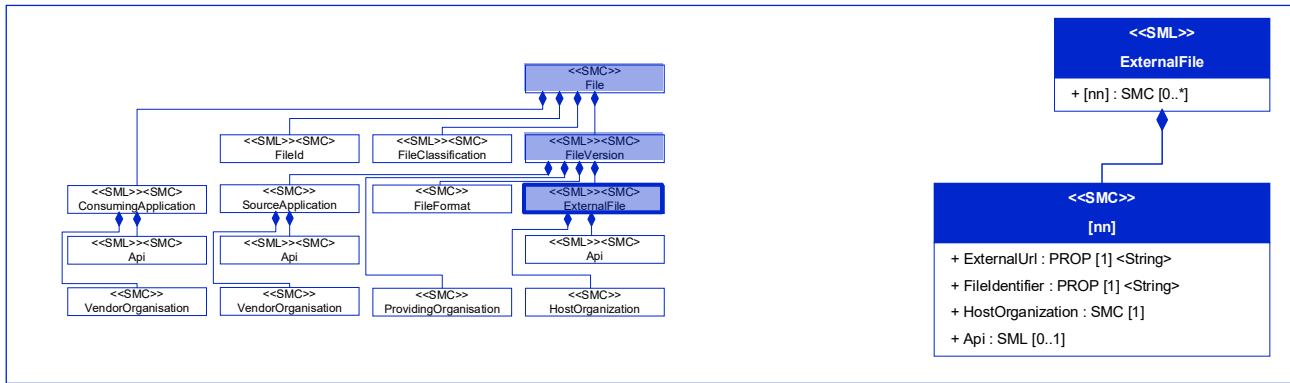 <<SMC>>
File
<<SML>><SMC>
FileId
<<SML>><SMC>
FileClassification
<<SML>><SMC>
FileVersion
<<SML>><SMC>
ConsumingApplication
<<SMC>>
SourceApplication
<<SMC>>
FileFormat
<<SML>><SMC>
ExternalFile
<<SML>><SMC>
Api
<<SML>><SMC>
Api
<<SML>><SMC>
Api
<<SMC>>
VendorOrganisation
<<SMC>>
VendorOrganisation
<<SMC>>
ProvidingOrganisation
<<SMC>>
HostOrganization
<<SML>>
ExternalFile
+ [nn] : SMC [0..*]
<<SMC>>
[nn]
+ ExternalUrl : PROP [1] <String>
+ FileIdentifier : PROP [1] <String>
+ HostOrganization : SMC [1]
+ Api : SML [0..1]